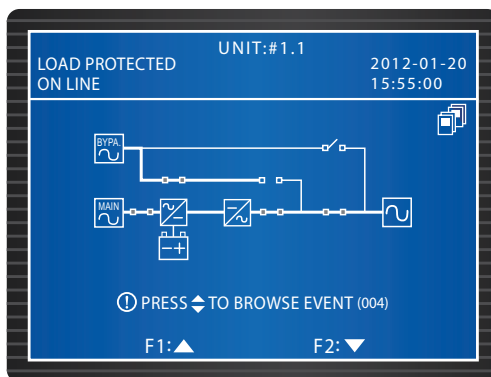 UNIT:#1.1
LOAD PROTECTED
2012-01-20
ON LINE
15:55:00
BYPA.
MAIN
PRESS TO BROWSE EVENT (004)
F1: F2: